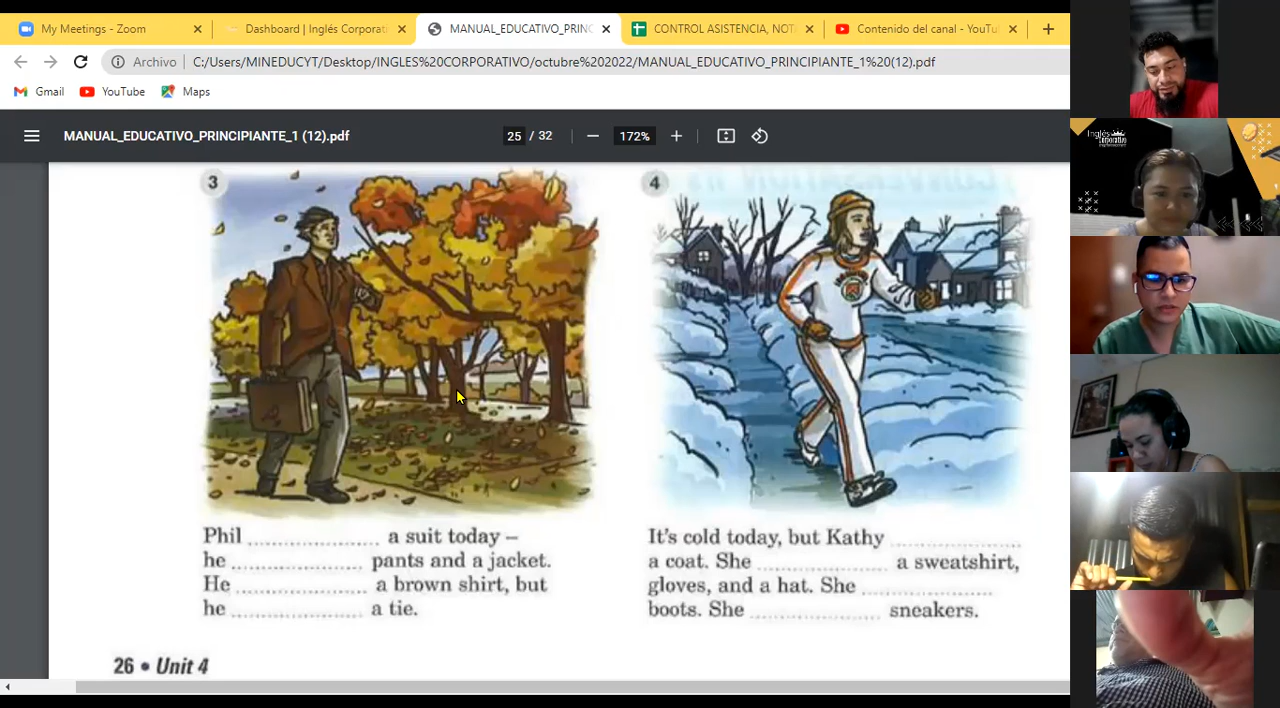 My Meetings - Zoom
Dashboard | Inglés Corporati
MANUAL_EDUCATIVO_PRINC
CONTROL ASISTENCIA, NOT
Contenido del canal - YouTu
Archivo C:/Users/MINEDUCYT/Desktop/INGLES%20CORPORATIVO/octubre%202022/MANUAL_EDUCATIVO_PRINCIPIANTE_1%20(12).pdf
Gmail YouTube Maps
MANUAL_EDUCATIVO_PRINCIPIANTE_1 (12).pdf
25 / 32
172%
3
Phil ............ a suit today –
he ............ pants and a jacket.
He ............ a brown shirt, but
he ............ a tie.
4
It's cold today, but Kathy ............
a coat. She ............ a sweatshirt,
gloves, and a hat. She ............
boots. She ............ sneakers.
26 • Unit 4
Inglés
Corporativo